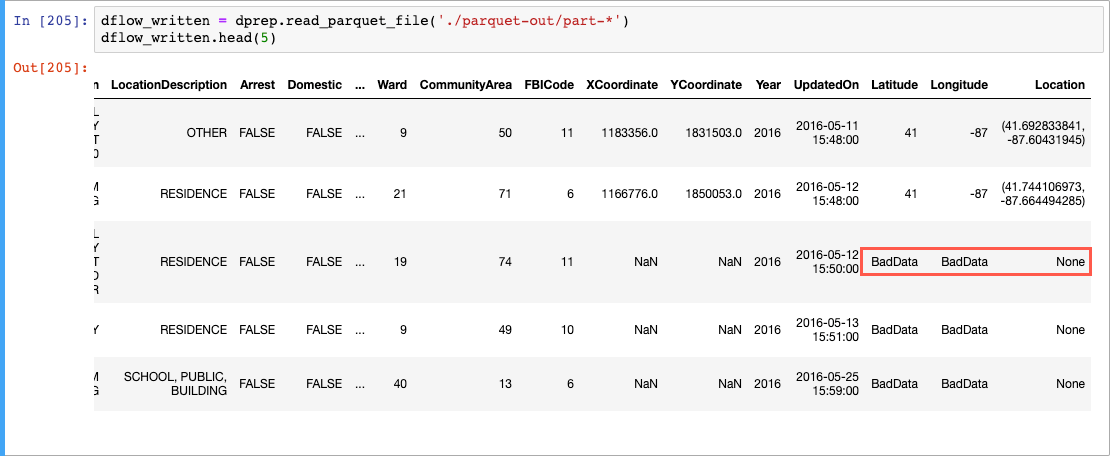 In [205]: dflow_written = dprep.read_parquet_file('./parquet-out/part-*')
dflow_written.head(5)
Out[205]:
n LocationDescription Arrest Domestic ... Ward CommunityArea FBICode XCoordinate YCoordinate Year UpdatedOn Latitude Longitude Location
L
Y
T
O
OTHER FALSE FALSE ... 9 50 11 1183356.0 1831503.0 2016 2016-05-11 15:48:00 41 -87 (41.692833841, -87.60431945)
M
G
RESIDENCE FALSE FALSE ... 21 71 6 1166776.0 1850053.0 2016 2016-05-12 15:48:00 41 -87 (41.744106973, -87.664494285)
L
Y
T
O
R
RESIDENCE FALSE FALSE ... 19 74 11 NaN NaN 2016 2016-05-12 15:50:00 BadData BadData None
Y RESIDENCE FALSE FALSE ... 9 49 10 NaN NaN 2016 2016-05-13 15:51:00 BadData BadData None
M
G
SCHOOL, PUBLIC, BUILDING FALSE FALSE ... 40 13 6 NaN NaN 2016 2016-05-25 15:59:00 BadData BadData None